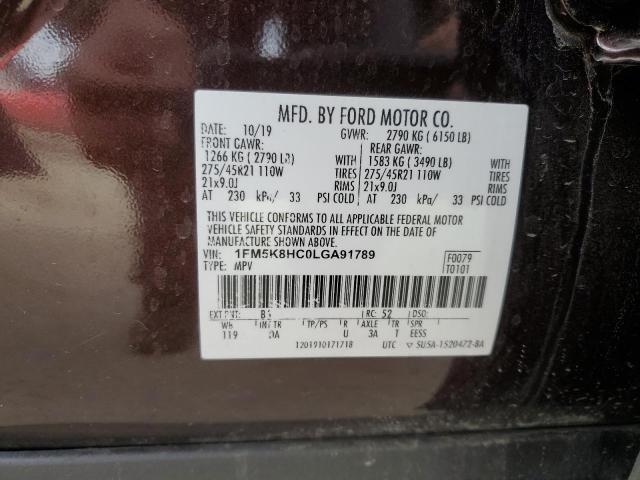 MFD. BY FORD MOTOR CO.
DATE: 10/19 GVWR: 2790 KG ( 6150 LB)
FRONT GAWR: REAR GAWR:
1266 KG ( 2790 LB) WITH 1583 KG ( 3490 LB) WITH
275/45R21 110W TIRES 275/45R21 110W TIRES
21x9.0J RIMS 21x9.0J RIMS
AT 230 kPa/ 33 PSI COLD AT 230 kPa/ 33 PSI COLD
THIS VEHICLE CONFORMS TO ALL APPLICABLE FEDERAL MOTOR
VEHICLE SAFETY STANDARDS IN EFFECT ON THE DATE OF
MANUFACTURE SHOWN ABOVE.
VIN: 1FM5K8HC0LGA91789 F0079
TYPE: MPV T0101
EXT PNT: RC: 52 DSO:
WB INT TR TP/PS R AXLE TR SPR
119 U 3A T EESS
1201910171718 UTC ▽ SU5A-1520472-BA